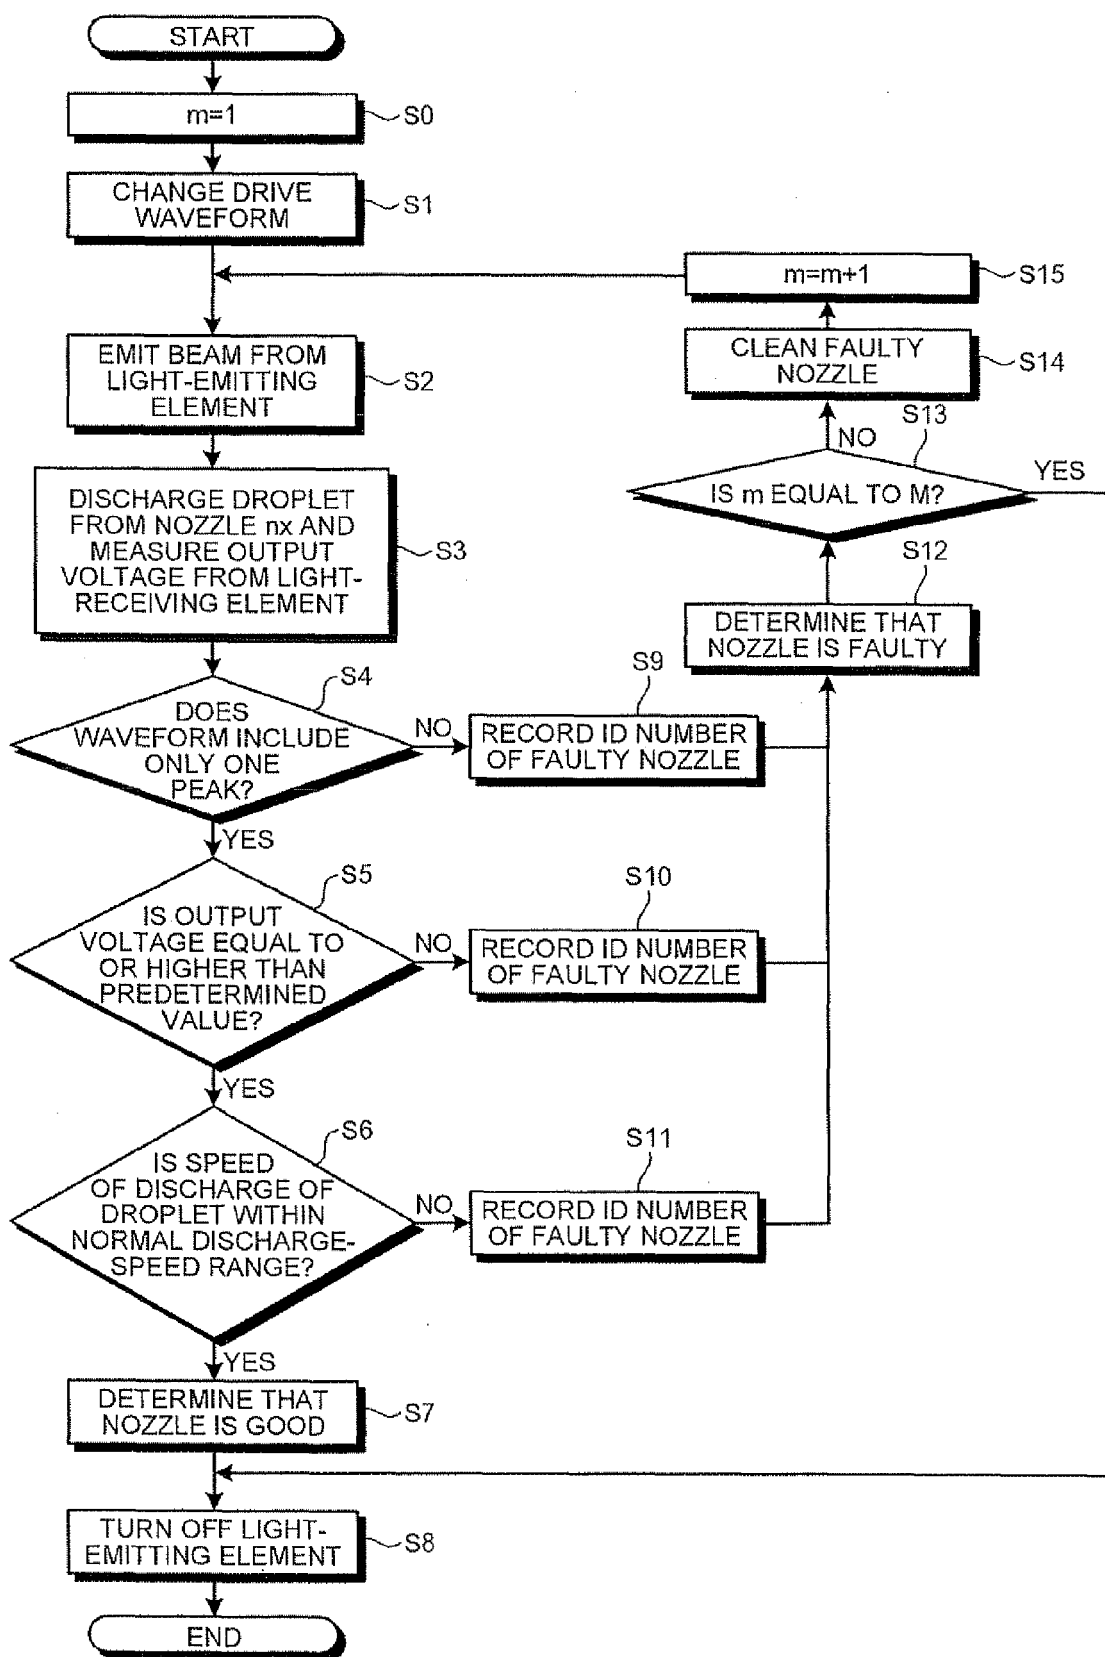 START
m=1
S0
CHANGE DRIVE
WAVEFORM
S1
m=m+1
S15
EMIT BEAM FROM
LIGHT-EMITTING
ELEMENT
S2
CLEAN FAULTY
NOZZLE
S14
S13
NO
YES
IS m EQUAL TO M?
DISCHARGE DROPLET
FROM NOZZLE nx AND
MEASURE OUTPUT
VOLTAGE FROM LIGHT-
RECEIVING ELEMENT
S3
S12
DETERMINE THAT
NOZZLE IS FAULTY
S4
DOES
WAVEFORM INCLUDE
ONLY ONE
PEAK?
NO
S9
RECORD ID NUMBER
OF FAULTY NOZZLE
YES
S5
IS OUTPUT
VOLTAGE EQUAL TO
OR HIGHER THAN
PREDETERMINED
VALUE?
NO
S10
RECORD ID NUMBER
OF FAULTY NOZZLE
YES
S6
IS SPEED
OF DISCHARGE OF
DROPLET WITHIN
NORMAL DISCHARGE-
SPEED RANGE?
NO
S11
RECORD ID NUMBER
OF FAULTY NOZZLE
YES
DETERMINE THAT
NOZZLE IS GOOD
S7
TURN OFF LIGHT-
EMITTING ELEMENT
S8
END